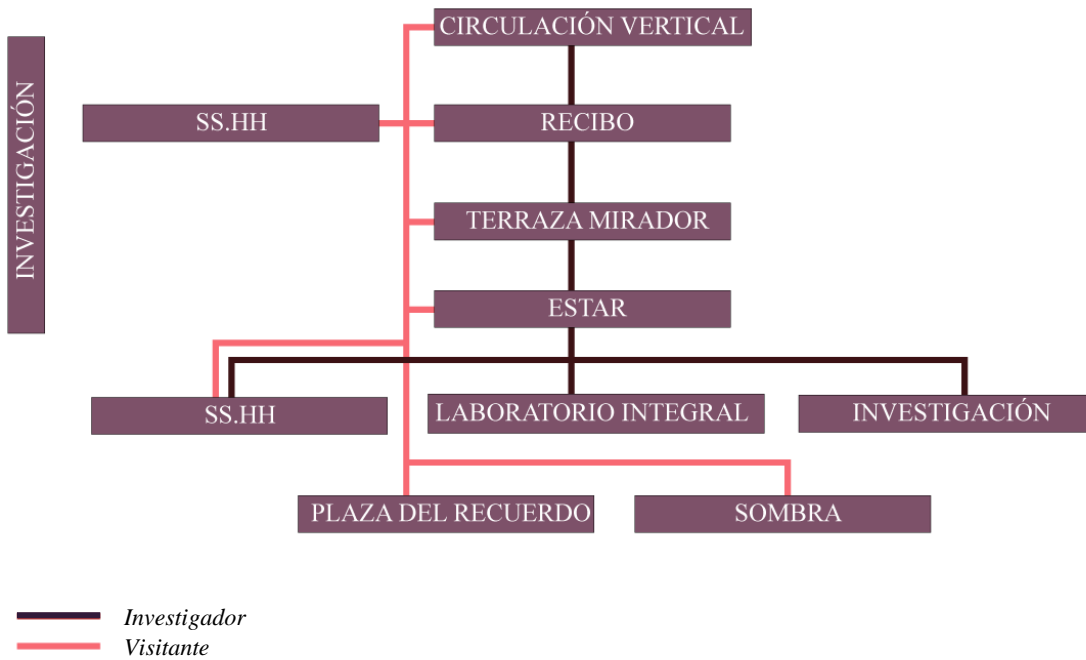 CIRCULACIÓN VERTICAL
INVESTIGACIÓN
SS.HH
RECIBO
TERRAZA MIRADOR
ESTAR
SS.HH
LABORATORIO INTEGRAL
INVESTIGACIÓN
PLAZA DEL RECUERDO
SOMBRA
Investigador
Visitante